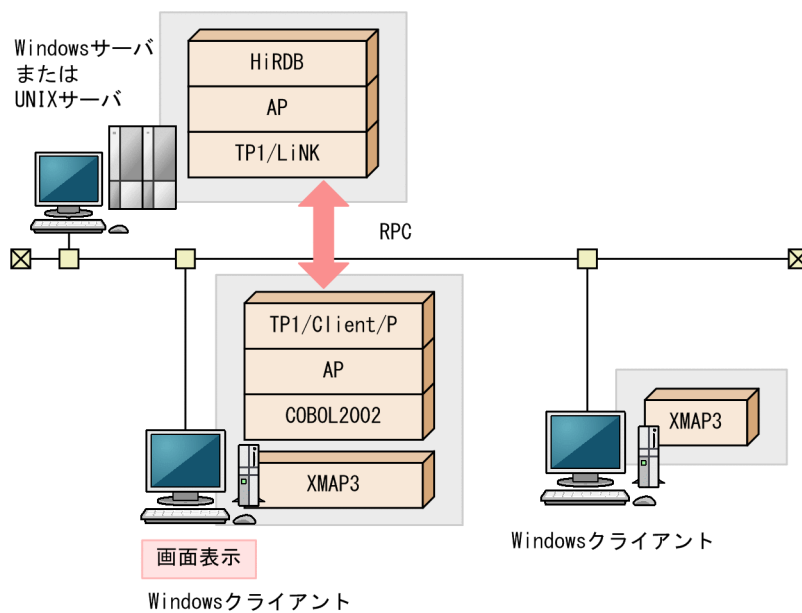 Windowsサーバ
または
UNIXサーバ
HiRDB
AP
TP1/LiNK
RPC
TP1/Client/P
AP
COBOL2002
XMAP3
画面表示
Windowsクライアント
XMAP3
Windowsクライアント